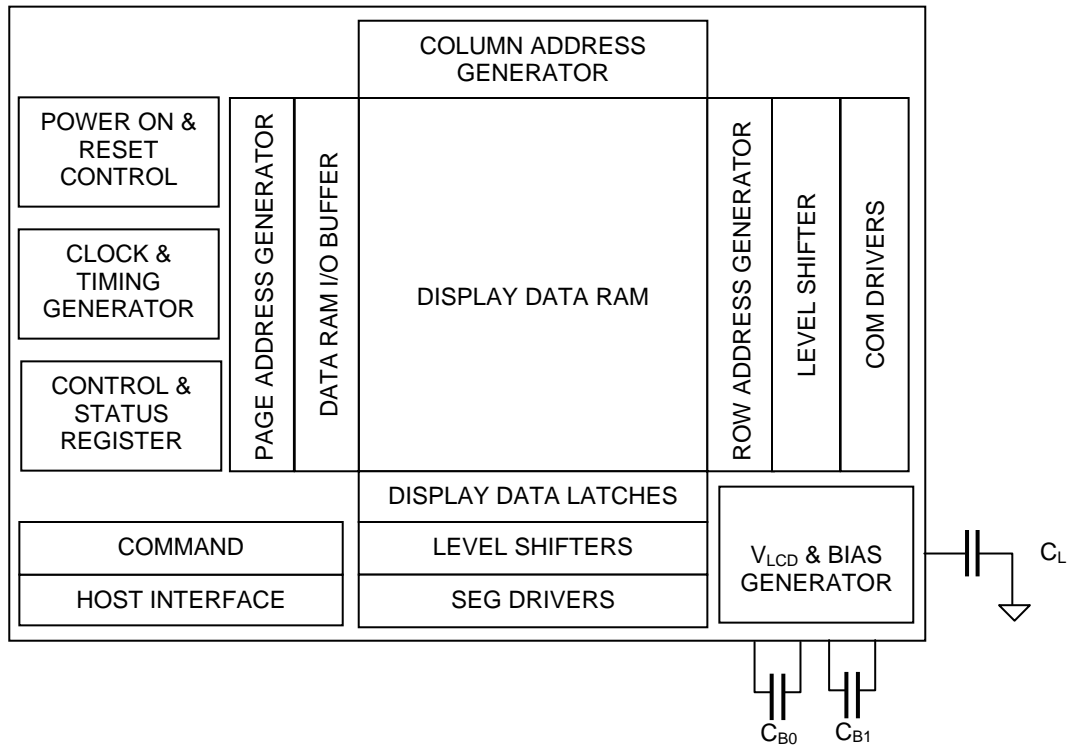 COLUMN ADDRESS
GENERATOR
POWER ON &
RESET
CONTROL
CLOCK &
TIMING
GENERATOR
CONTROL &
STATUS
REGISTER
PAGE ADDRESS GENERATOR
DATA RAM I/O BUFFER
DISPLAY DATA RAM
ROW ADDRESS GENERATOR
LEVEL SHIFTER
COM DRIVERS
DISPLAY DATA LATCHES
COMMAND
LEVEL SHIFTERS
HOST INTERFACE
SEG DRIVERS
VLCD & BIAS
GENERATOR
CL
CB0
CB1